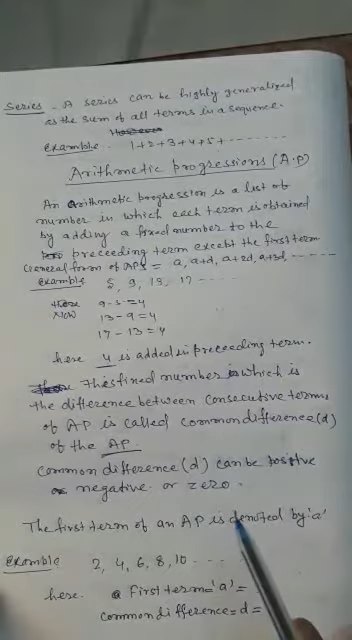 Series - A series can be highly generalized
as the sum of all terms in a sequence.
Example 1+2+3+4+5+ - - - - - - -
Arithmetic progressions (A.P)
An Arithmetic progression is a list of
number in which each term is obtained
by adding a fixed number to the
preceeding term except the first term
General form of APs = a, a+d, a+2d, a+3d - - - - -
Example 5, 9, 13, 17 - - - -
9-5=4
Now 13-9=4
17-13=4
here 4 is added in preceeding term.
The fixed number which is
the difference between consecutive terms
of AP is called common difference (d)
of the AP.
Common difference (d) can be positive
negative or zero.
The first term of an AP is denoted by 'a'
Example 2, 4, 6, 8, 10 - - - -
here. First term = 'a' =
common difference = d =